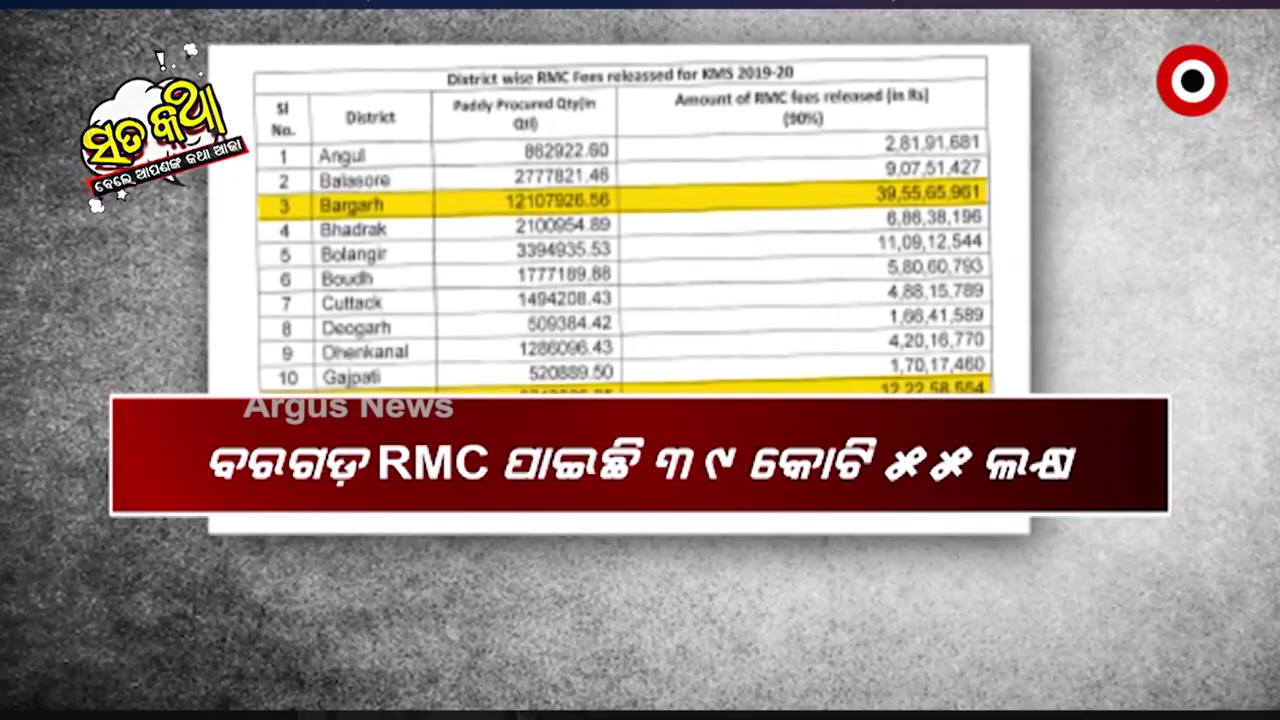 ସତ କଥା!
ବେଲେ ଆପଣଙ୍କ କଥା ଆଜ୍ଞା
District wise RMC Fees releassed for KMS 2019-20
Sl No. District Paddy Procured Qty(in Qtl) Amount of RMC fees released (in Rs) (90%)
1 Angul 862922.60 2,81,91,681
2 Balasore 2777821.46 9,07,51,427
3 Bargarh 12107926.56 39,55,65,961
4 Bhadrak 2100954.89 6,86,38,196
5 Bolangir 3394935.53 11,09,12,544
6 Boudh 1777189.88 5,80,60,793
7 Cuttack 1494208.43 4,88,15,789
8 Deogarh 509384.42 1,66,41,589
9 Dhenkanal 1286096.43 4,20,16,770
10 Gajpati 520889.50 1,70,17,460
12,22,58,554
Argus News
ବରଗଡ଼ RMC ପାଇଛି ୩୯ କୋଟି ୫୫ ଲକ୍ଷ